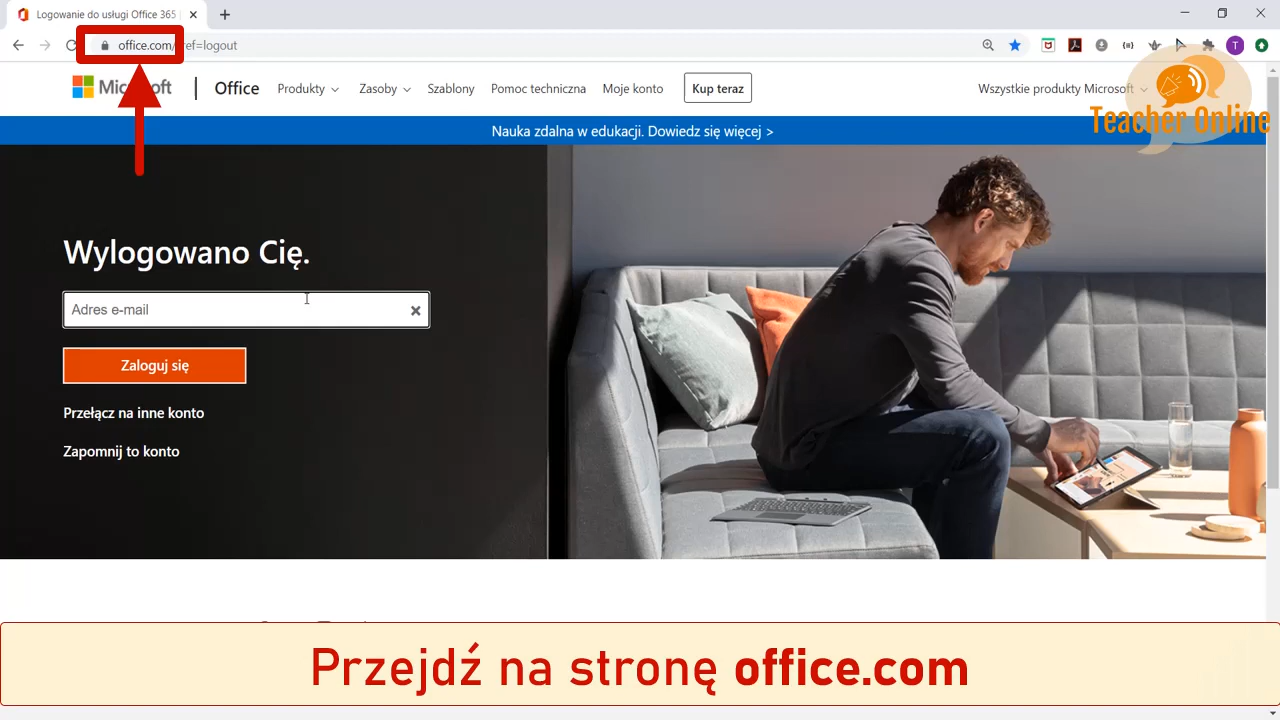 Logowanie do usługi Office 365
office.com/?ref=logout
Microsoft
Office
Produkty
Zasoby
Szablony
Pomoc techniczna
Moje konto
Kup teraz
Wszystkie produkty Microsoft
Teacher Online
Nauka zdalna w edukacji. Dowiedz się więcej >
Wylogowano Cię.
Adres e-mail
Zaloguj się
Przełącz na inne konto
Zapomnij to konto
Przejdź na stronę office.com